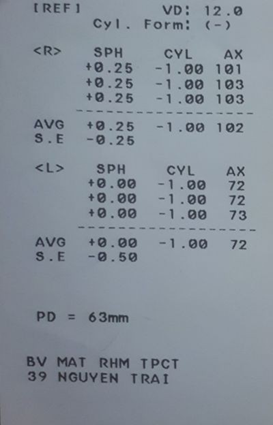 [REF] VD: 12.0
Cyl. Form: (-)
<R> SPH CYL AX
+0.25 -1.00 101
+0.25 -1.00 103
+0.25 -1.00 103
AVG +0.25 -1.00 102
S.E -0.25
<L> SPH CYL AX
+0.00 -1.00 72
+0.00 -1.00 72
+0.00 -1.00 73
AVG +0.00 -1.00 72
S.E -0.50
PD = 63mm
BV MAT RHM TPCT
39 NGUYEN TRAI